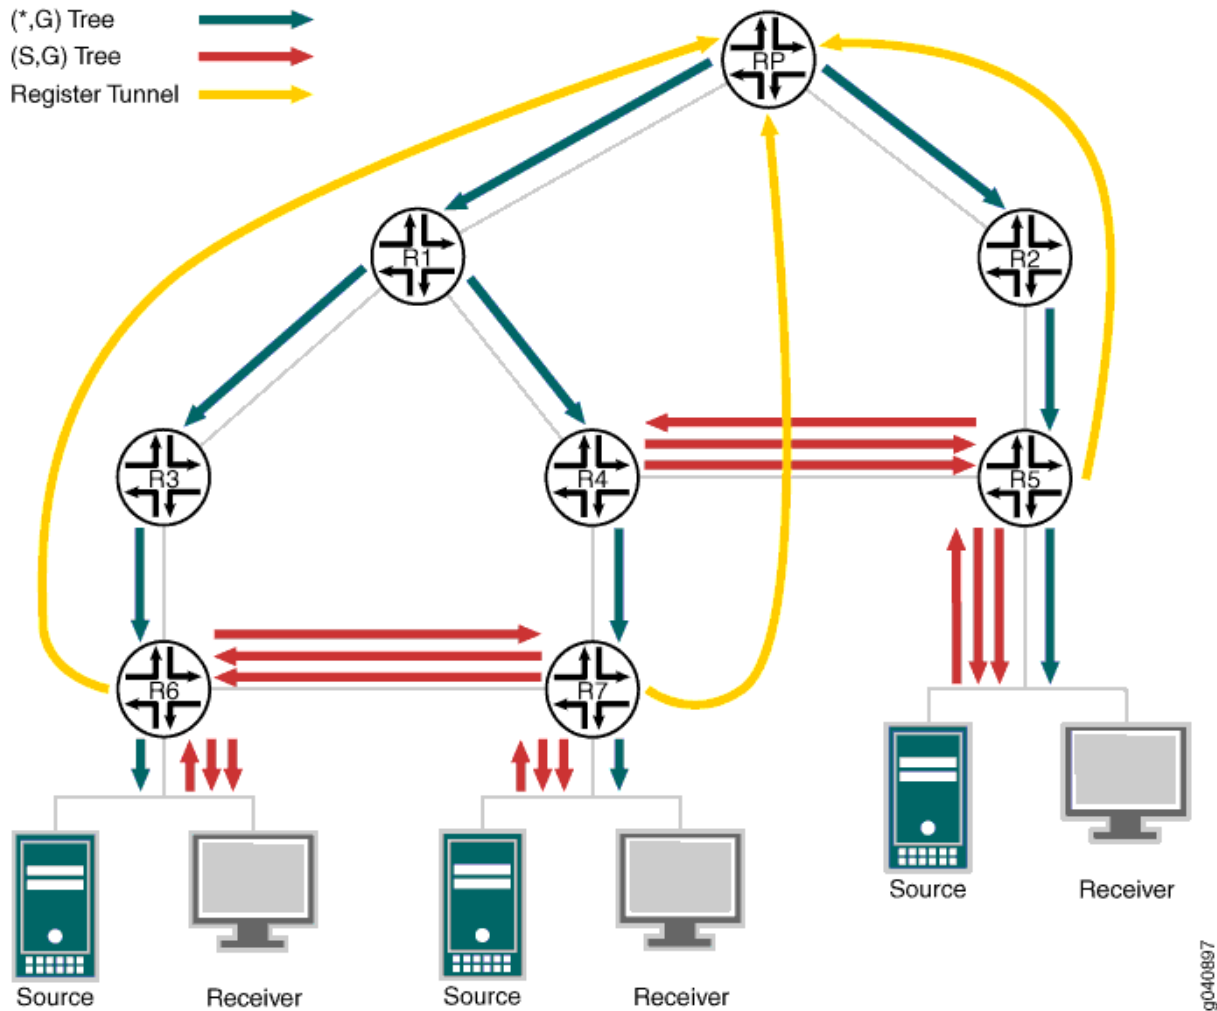 (*,G) Tree
(S,G) Tree
Register Tunnel
RP
R1
R2
R3
R4
R5
R6
R7
Source
Receiver
Source
Receiver
Source
Receiver
g040897